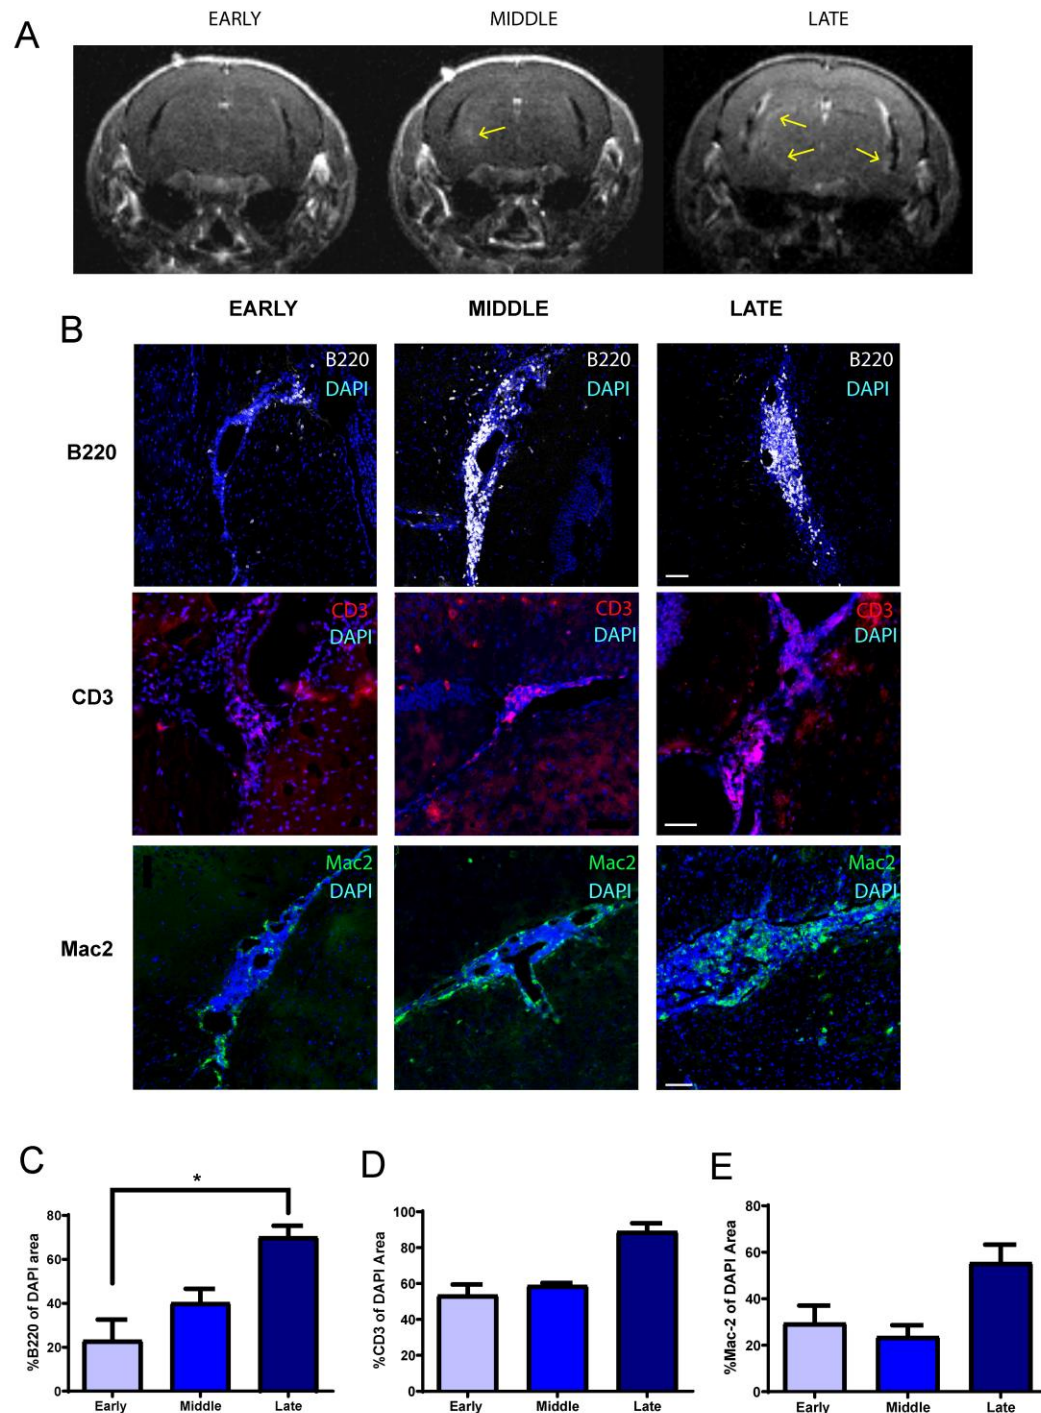 A
EARLY MIDDLE LATE
B
EARLY MIDDLE LATE
B220
B220
DAPI
B220
DAPI
B220
DAPI
CD3
CD3
DAPI
CD3
DAPI
CD3
DAPI
Mac2
Mac2
DAPI
Mac2
DAPI
Mac2
DAPI
C
*
%B220 of DAPI area
80
60
40
20
0
Early Middle Late
D
%CD3 of DAPI Area
100
80
60
40
20
0
Early Middle Late
E
%Mac-2 of DAPI Area
80
60
40
20
0
Early Middle Late